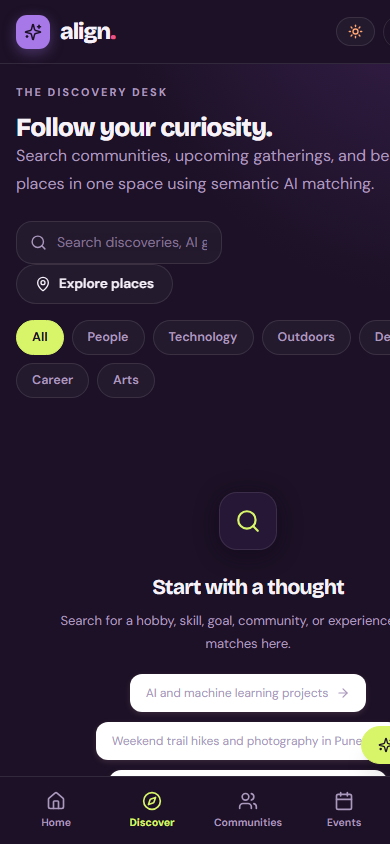 align.
THE DISCOVERY DESK
Follow your curiosity.
Search communities, upcoming gatherings, and be
places in one space using semantic AI matching.
Search discoveries, AI g
Explore places
All People Technology Outdoors De
Career Arts
Start with a thought
Search for a hobby, skill, goal, community, or experience
matches here.
AI and machine learning projects
Weekend trail hikes and photography in Pune
Home Discover Communities Events